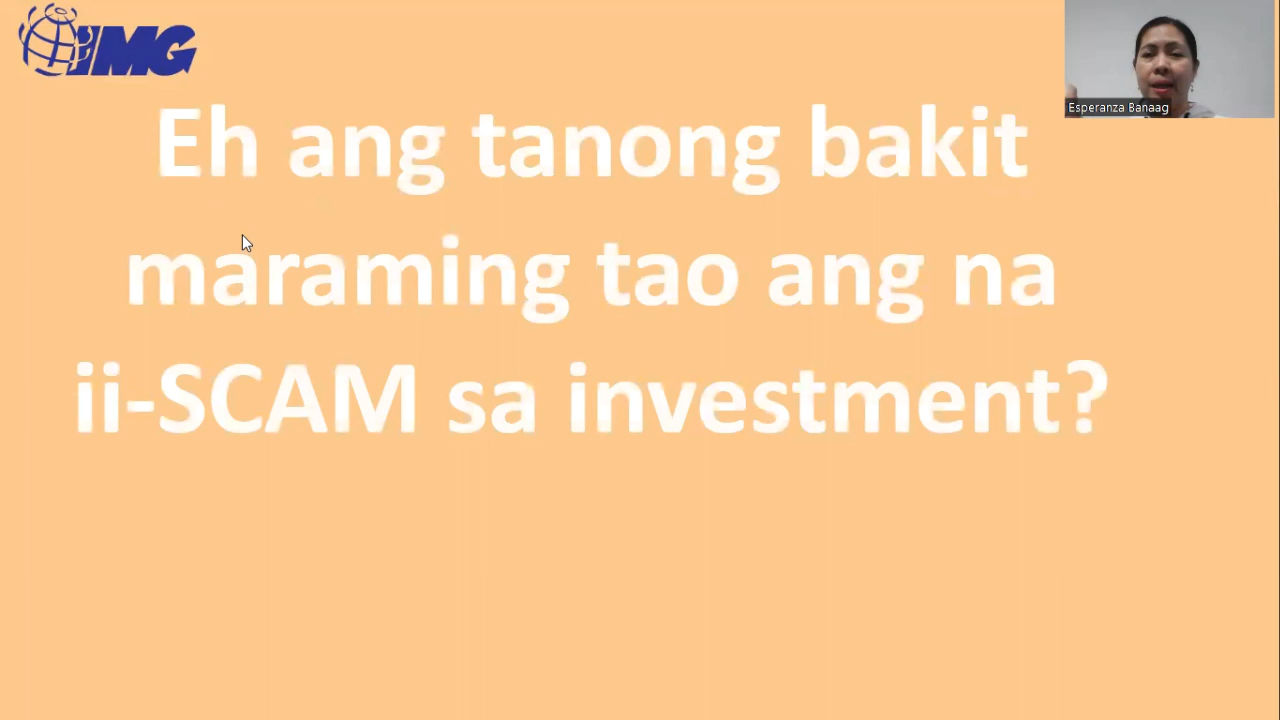 IMG
Esperanza Banaag
Eh ang tanong bakit
maraming tao ang na
ii-SCAM sa investment?